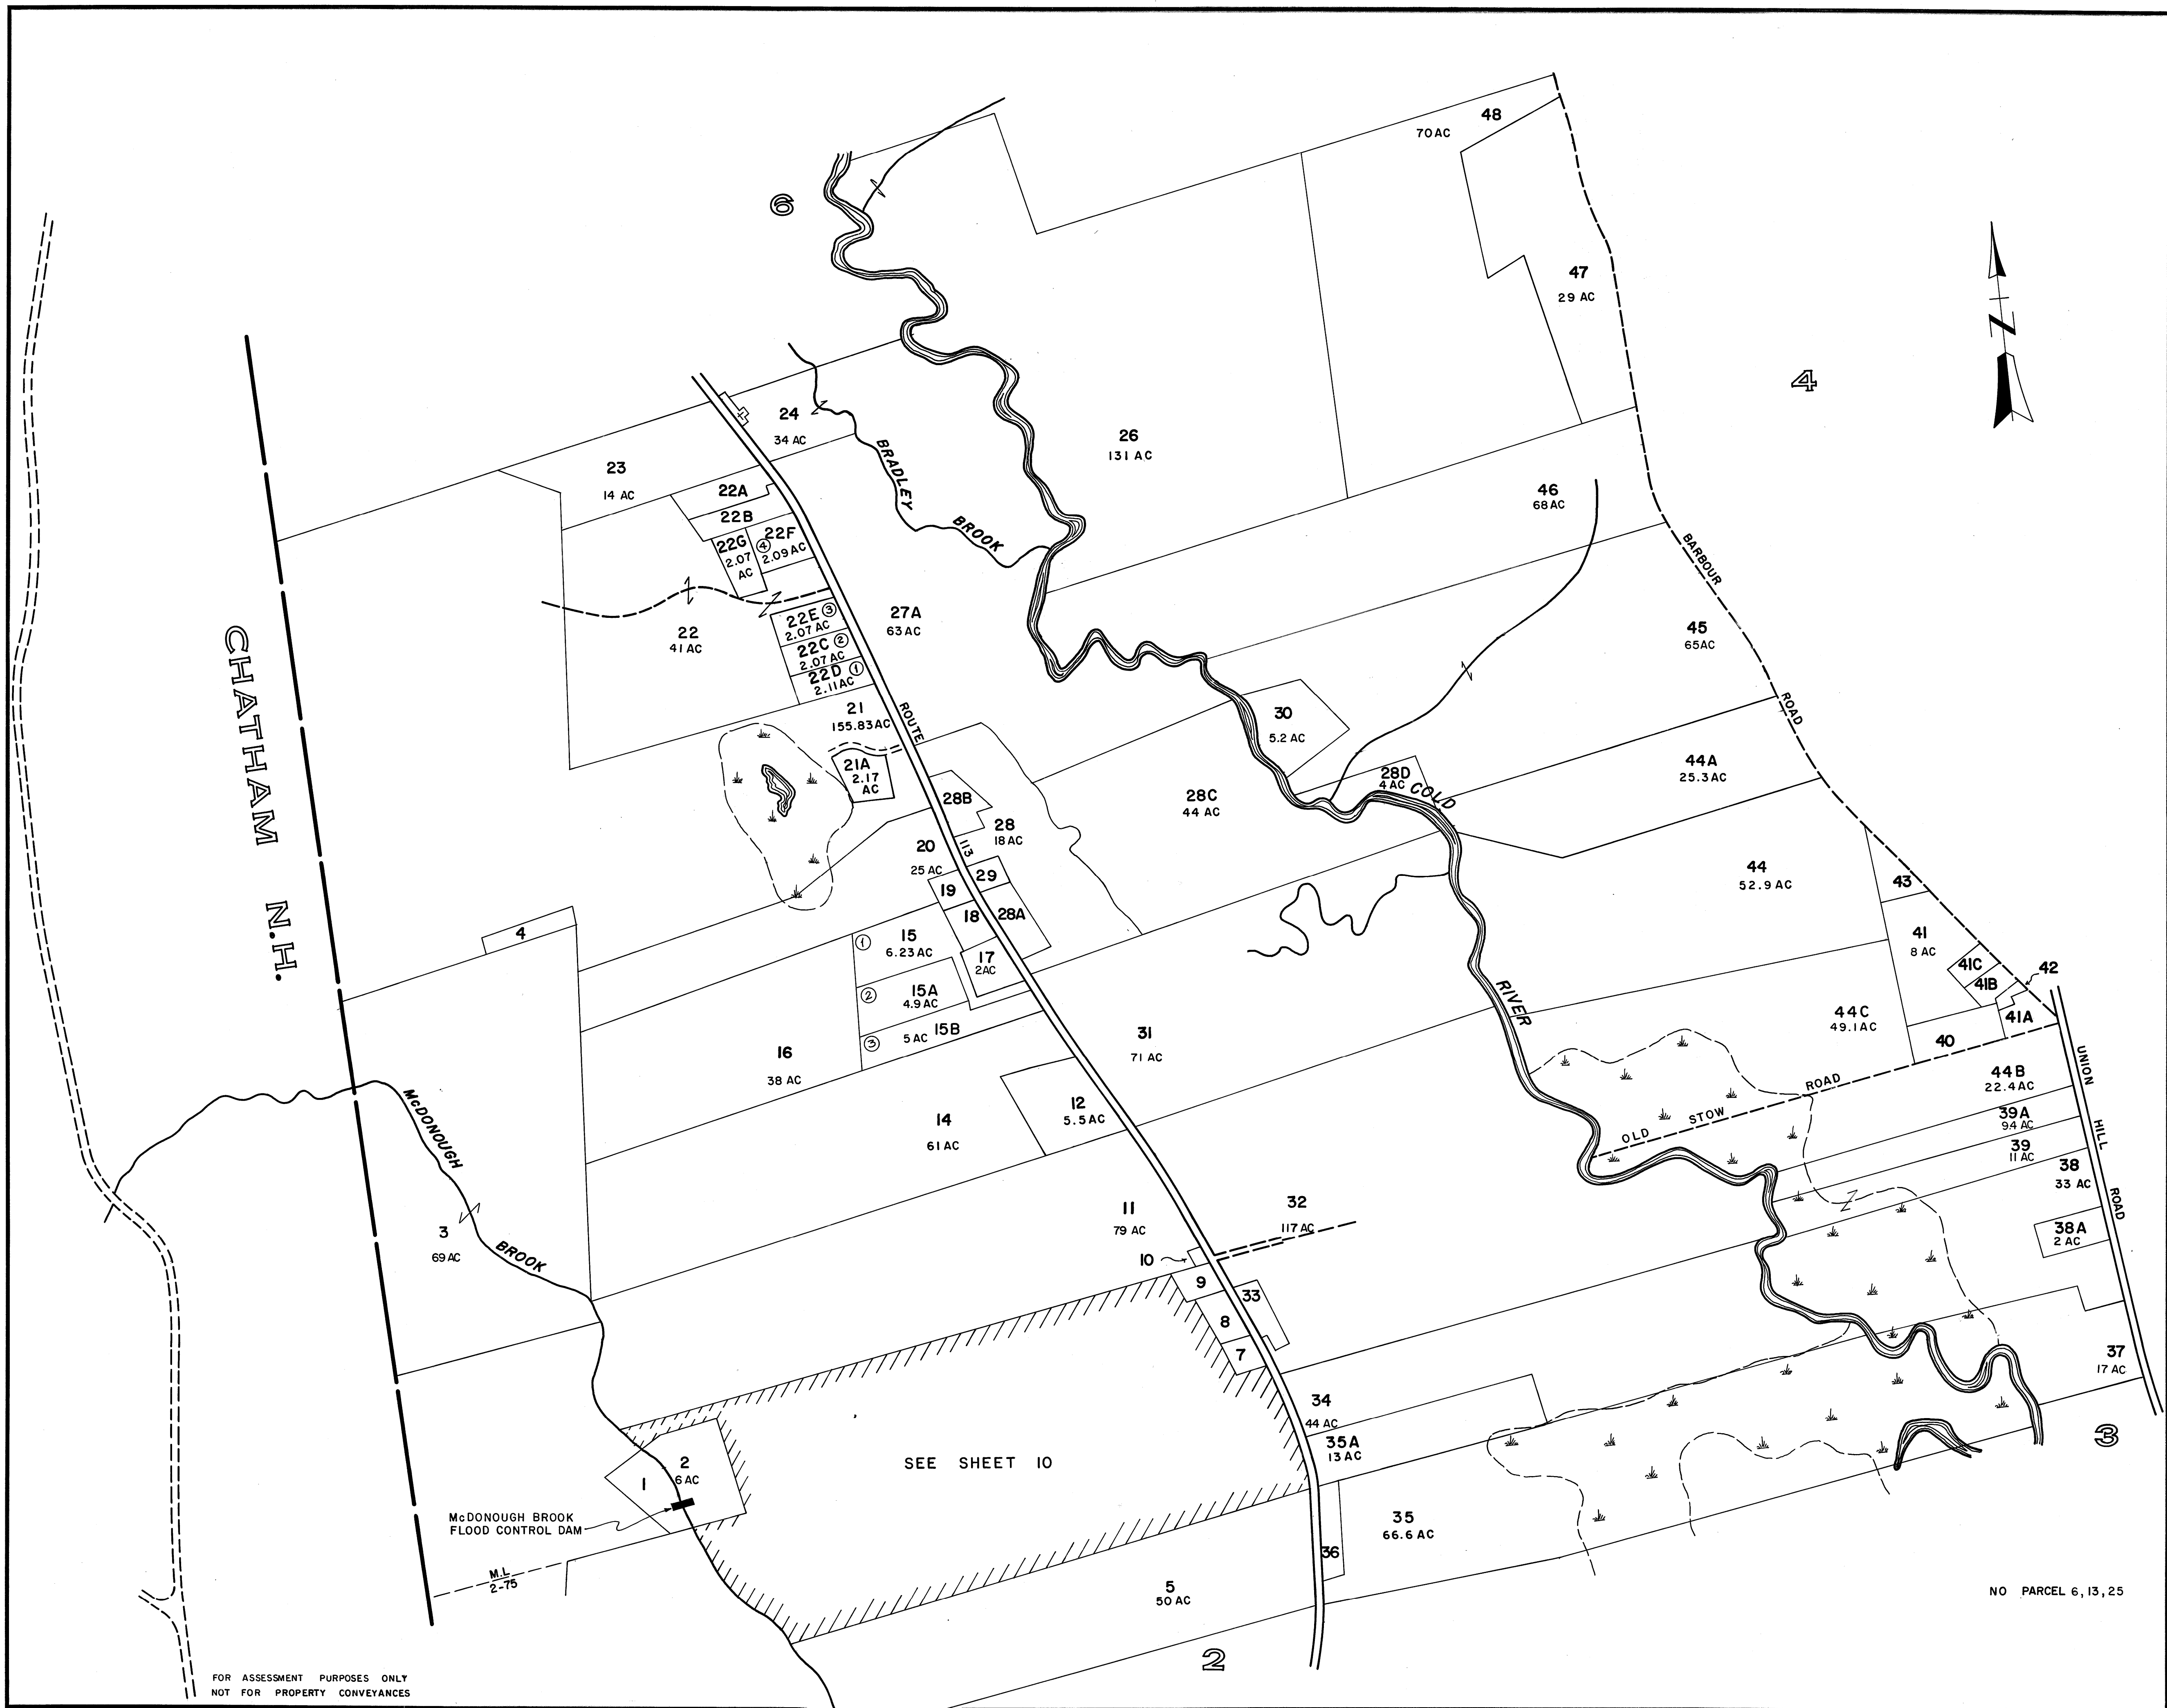 48
70 AC
6
47
29 AC
4
N
24
34 AC
26
131 AC
23
14 AC
BRADLEY
BROOK
22A
22B
22G
2.07
AC
4
22F
2.09 AC
46
68 AC
BARBOUR
ROAD
22E 3
2.07 AC
22C 2
2.07 AC
22D 1
2.11 AC
27A
63 AC
22
41 AC
45
65 AC
CHATHAM N.H.
21
155.83 AC
ROUTE
113
30
5.2 AC
21A
2.17
AC
28B
28C
44 AC
28D
4 AC
COLD
RIVER
44A
25.3 AC
28
18 AC
20
25 AC
29
19
18
28A
44
52.9 AC
43
4
1
15
6.23 AC
17
2 AC
41
8 AC
41C
41B
42
2
15A
4.9 AC
41A
3
5 AC 15B
31
71 AC
44C
49.1 AC
40
16
38 AC
UNION
HILL
ROAD
44B
22.4 AC
OLD STOW ROAD
McDONOUGH
BROOK
14
61 AC
12
5.5 AC
39A
9.4 AC
39
11 AC
38
33 AC
3
69 AC
11
79 AC
32
117 AC
38A
2 AC
10
9
33
8
7
37
17 AC
34
44 AC
35A
13 AC
3
SEE SHEET 10
2
6 AC
1
McDONOUGH BROOK
FLOOD CONTROL DAM
35
66.6 AC
36
M.L.
2-75
5
50 AC
NO PARCEL 6, 13, 25
2
FOR ASSESSMENT PURPOSES ONLY
NOT FOR PROPERTY CONVEYANCES